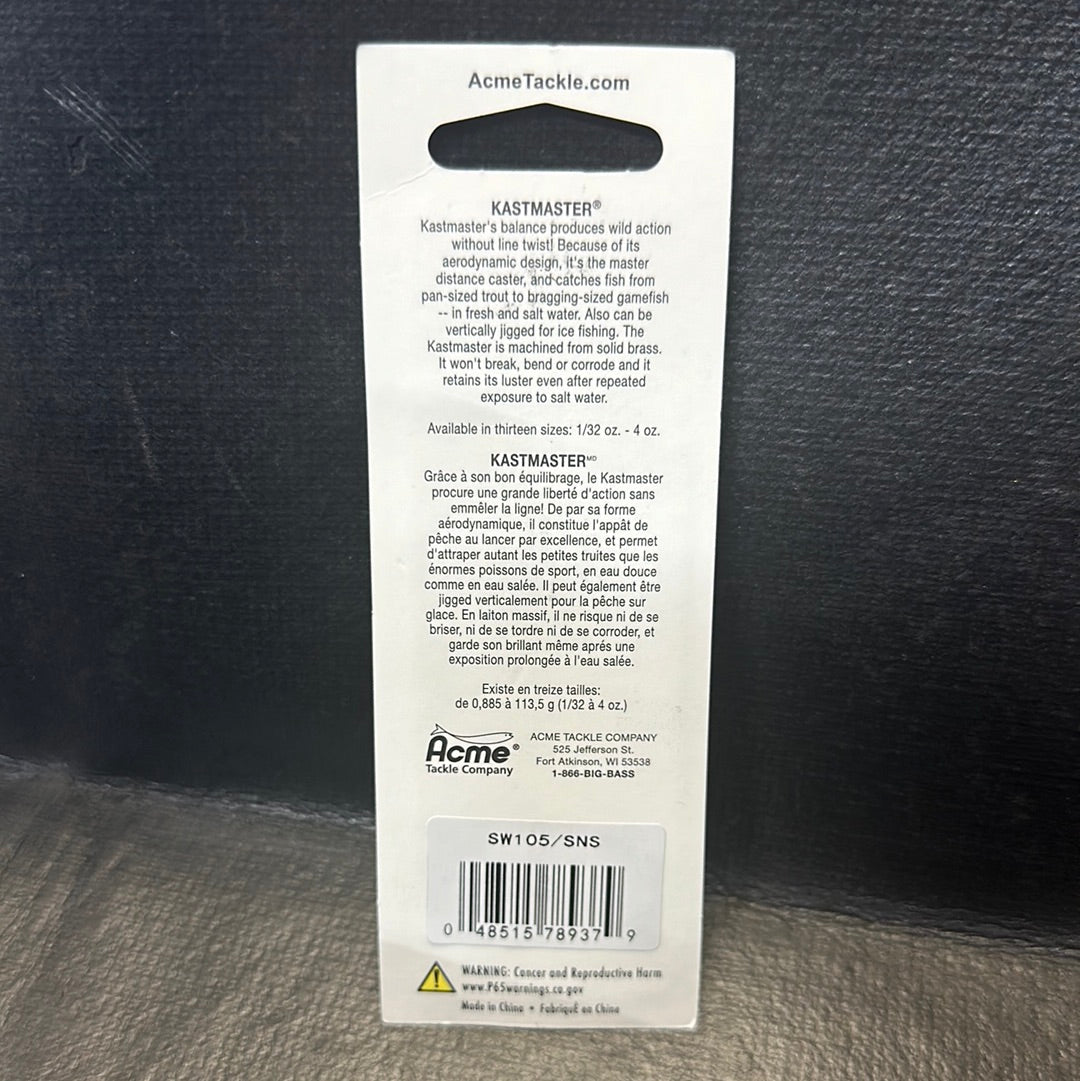 AcmeTackle.com
KASTMASTER®
Kastmaster's balance produces wild action
without line twist! Because of its
aerodynamic design, it's the master
distance caster, and catches fish from
pan-sized trout to bragging-sized gamefish
-- in fresh and salt water. Also can be
vertically jigged for ice fishing. The
Kastmaster is machined from solid brass.
It won't break, bend or corrode and it
retains its luster even after repeated
exposure to salt water.
Available in thirteen sizes: 1/32 oz. - 4 oz.
KASTMASTER MD
Grâce à son bon équilibrage, le Kastmaster
procure une grande liberté d'action sans
emmêler la ligne! De par sa forme
aérodynamique, il constitue l'appât de
pêche au lancer par excellence, et permet
d'attraper autant les petites truites que les
énormes poissons de sport, en eau douce
comme en eau salée. Il peut également être
jigged verticalement pour la pêche sur
glace. En laiton massif, il ne risque ni de se
briser, ni de se tordre ni de se corroder, et
garde son brillant même aprés une
exposition prolongée à l'eau salée.
Existe en treize tailles:
de 0,885 à 113,5 g (1/32 à 4 oz.)
Acme®
Tackle Company
ACME TACKLE COMPANY
525 Jefferson St.
Fort Atkinson, WI 53538
1-866-BIG-BASS
SW105/SNS
0 48515 78937 9
WARNING: Cancer and Reproductive Harm
www.P65warnings.ca.gov
Made in China • FabriquÈ en China